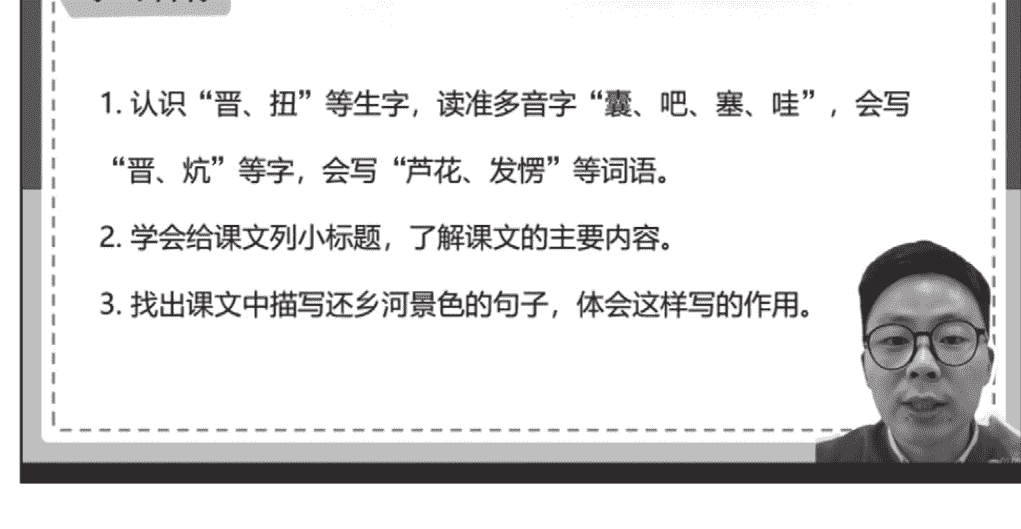 1. 认识“晋、扭”等生字，读准多音字“囊、吧、塞、哇”，会写
“晋、炕”等字，会写“芦花、发愣”等词语。
2. 学会给课文列小标题，了解课文的主要内容。
3. 找出课文中描写还乡河景色的句子，体会这样写的作用。